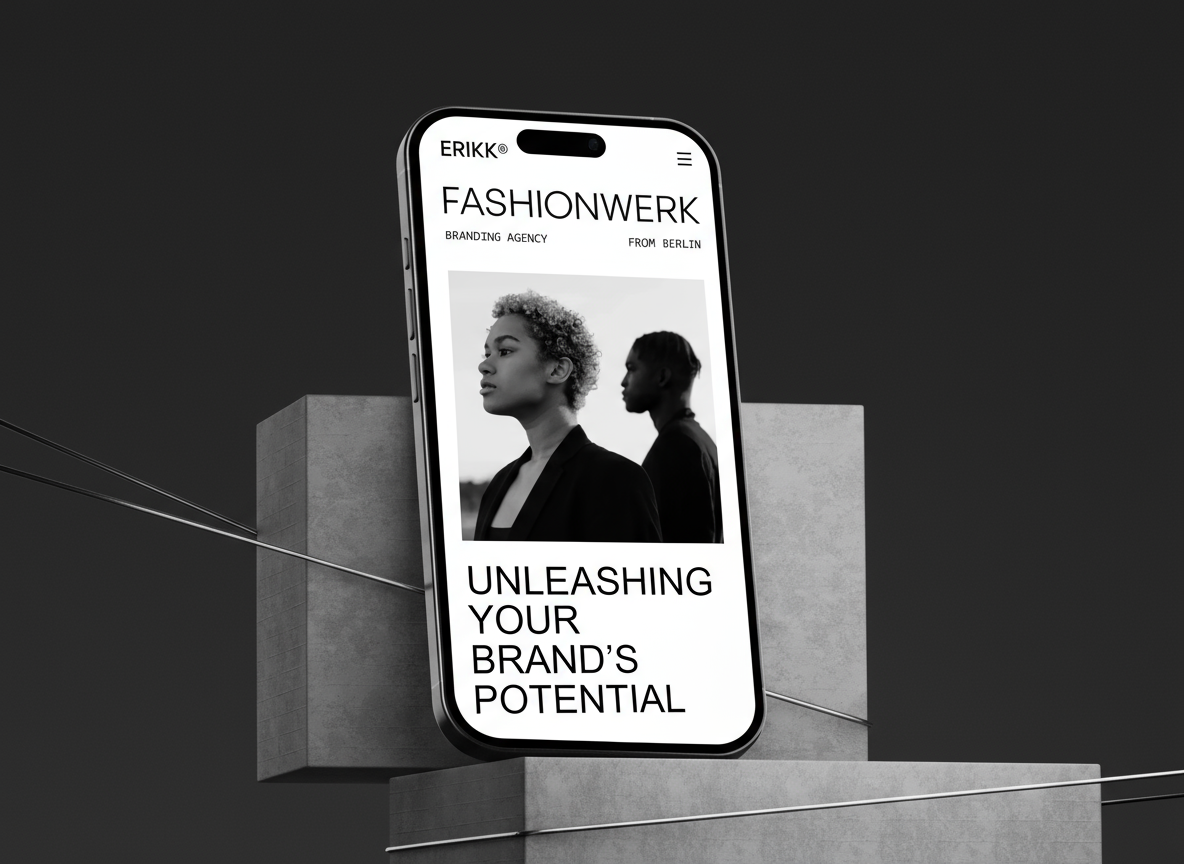 ERIKK®
FASHIONWERK
BRANDING AGENCY FROM BERLIN
UNLEASHING
YOUR
BRAND’S
POTENTIAL